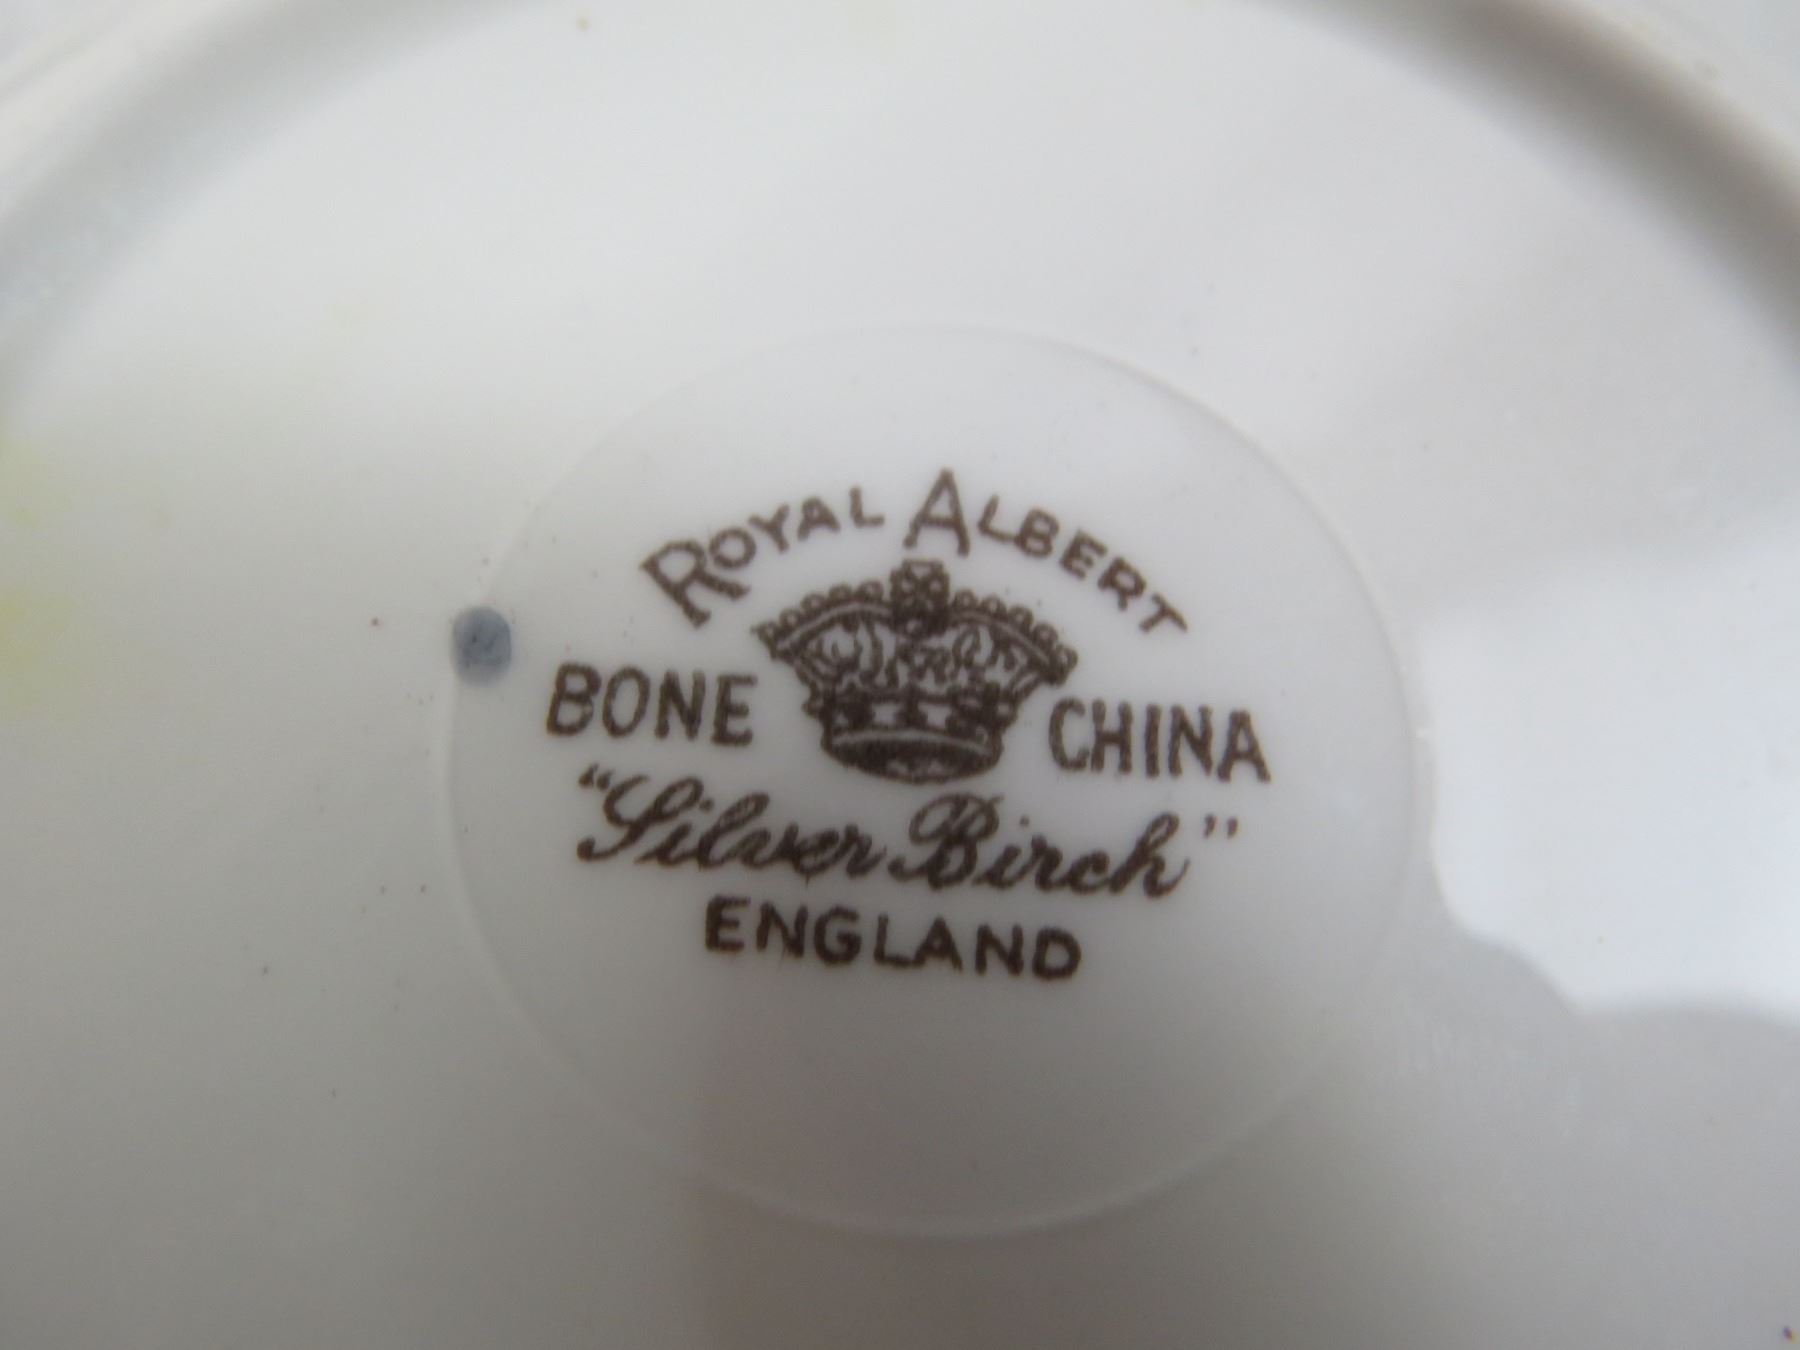 ROYAL ALBERT
BONE CHINA
"Silver Birch"
ENGLAND